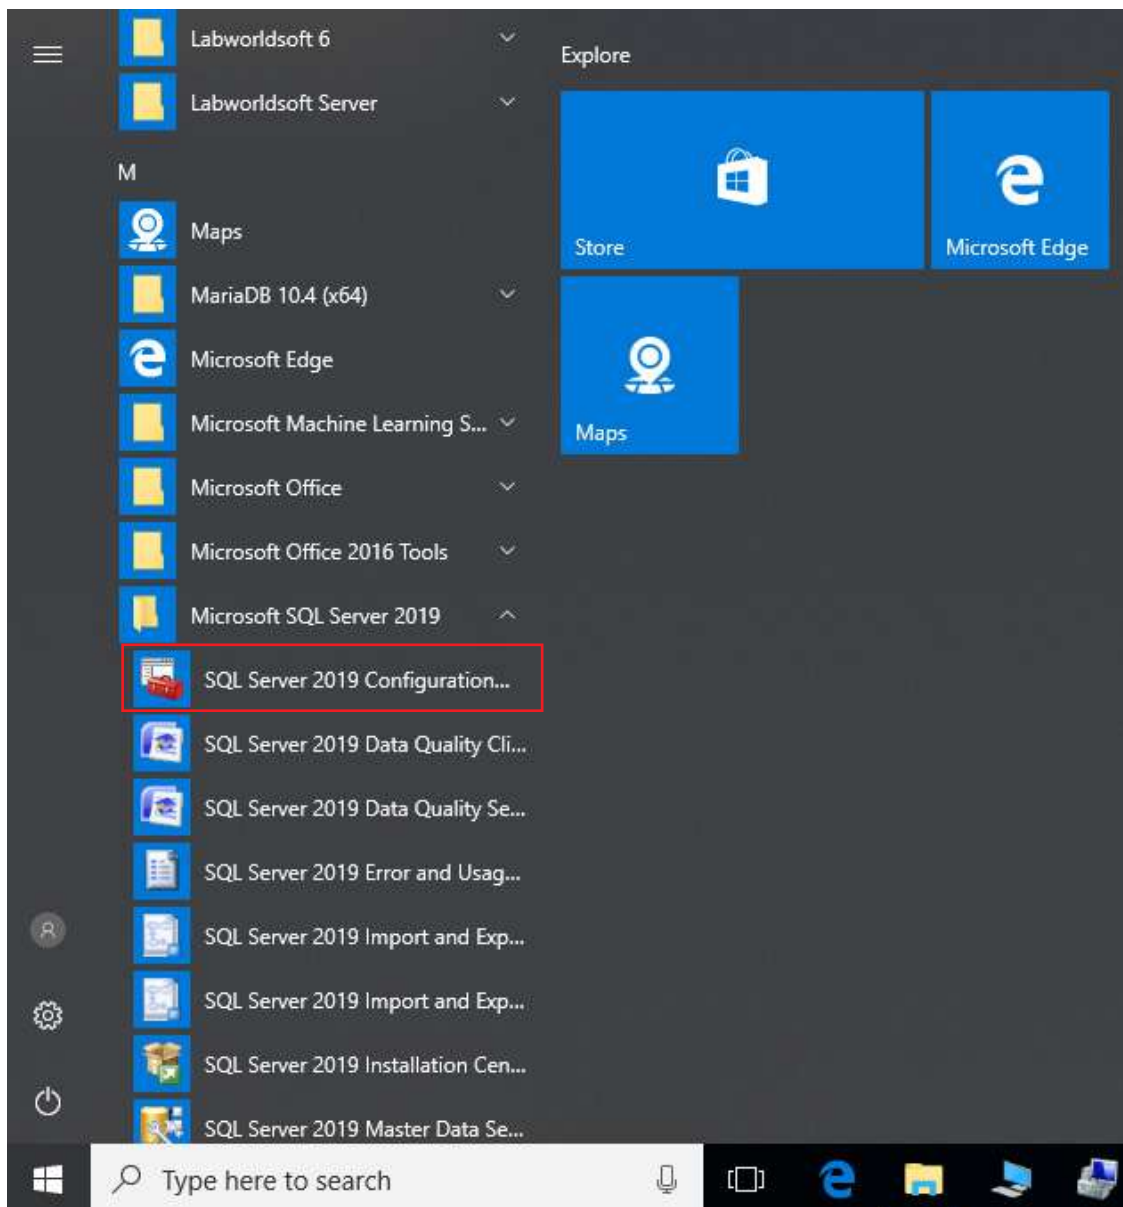 Labworldsoft 6
Labworldsoft Server
M
Maps
MariaDB 10.4 (x64)
Microsoft Edge
Microsoft Machine Learning S...
Microsoft Office
Microsoft Office 2016 Tools
Microsoft SQL Server 2019
SQL Server 2019 Configuration...
SQL Server 2019 Data Quality Cli...
SQL Server 2019 Data Quality Se...
SQL Server 2019 Error and Usag...
SQL Server 2019 Import and Exp...
SQL Server 2019 Import and Exp...
SQL Server 2019 Installation Cen...
SQL Server 2019 Master Data Se...
Explore
Store
Microsoft Edge
Maps
Type here to search